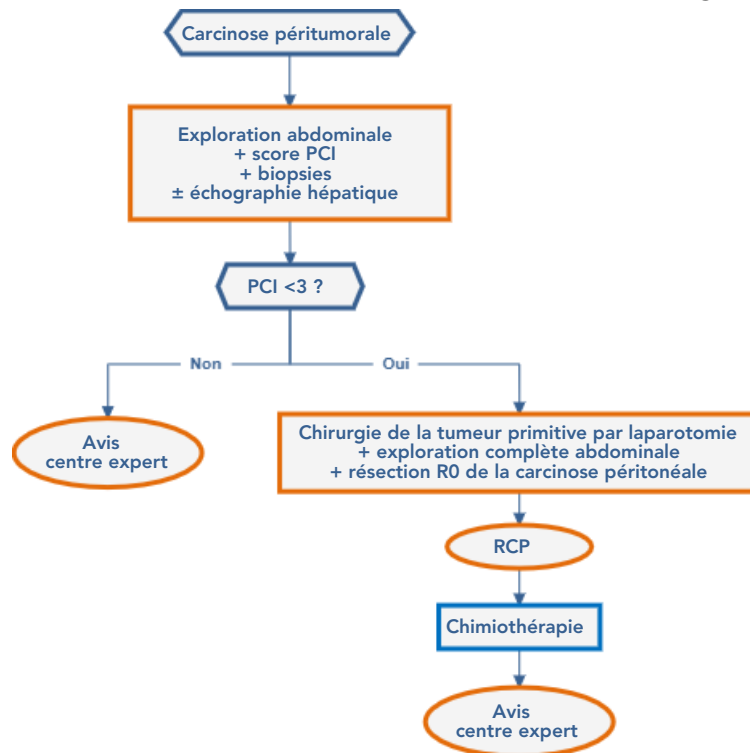 Carcinose péritumorale
Exploration abdominale
+ score PCI
+ biopsies
± échographie hépatique
PCI <3 ?
Non
Oui
Avis
centre expert
Chirurgie de la tumeur primitive par laparotomie
+ exploration complète abdominale
+ résection R0 de la carcinose péritonéale
RCP
Chimiothérapie
Avis
centre expert